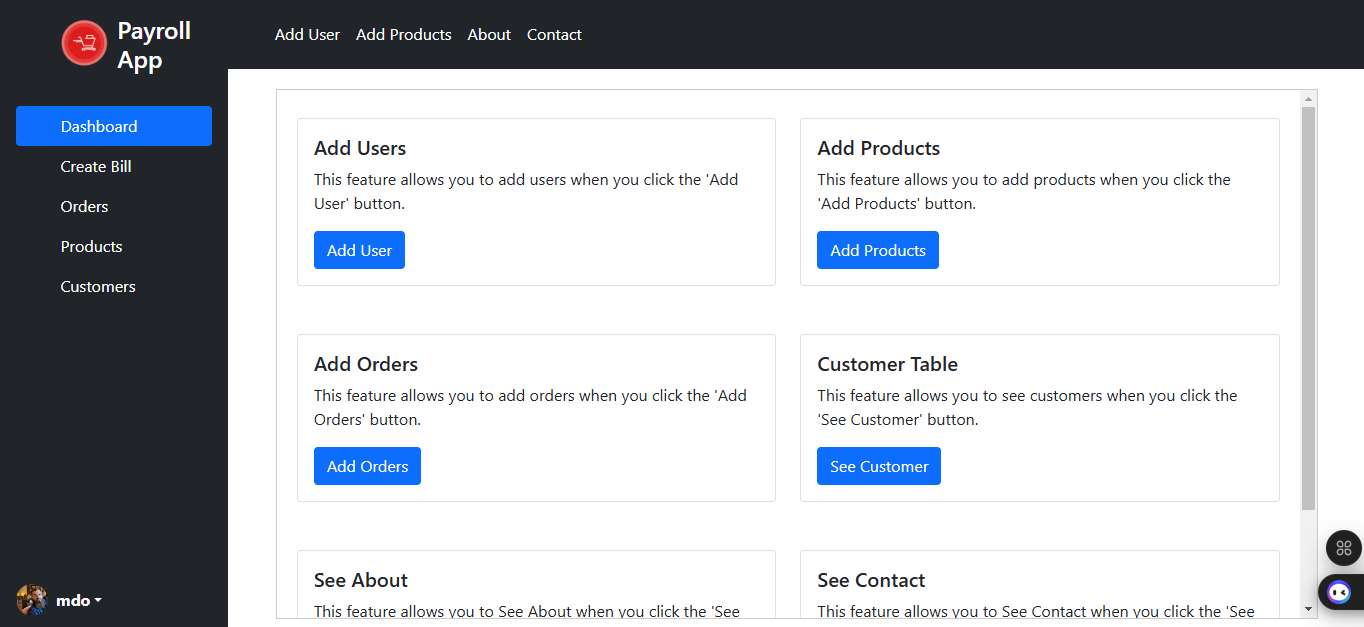 Payroll
App
Add User
Add Products
About
Contact
Dashboard
Create Bill
Orders
Products
Customers
mdo
Add Users
This feature allows you to add users when you click the 'Add
User' button.
Add User
Add Products
This feature allows you to add products when you click the
'Add Products' button.
Add Products
Add Orders
This feature allows you to add orders when you click the 'Add
Orders' button.
Add Orders
Customer Table
This feature allows you to see customers when you click the
'See Customer' button.
See Customer
See About
This feature allows you to See About when you click the 'See
See Contact
This feature allows you to See Contact when you click the 'See